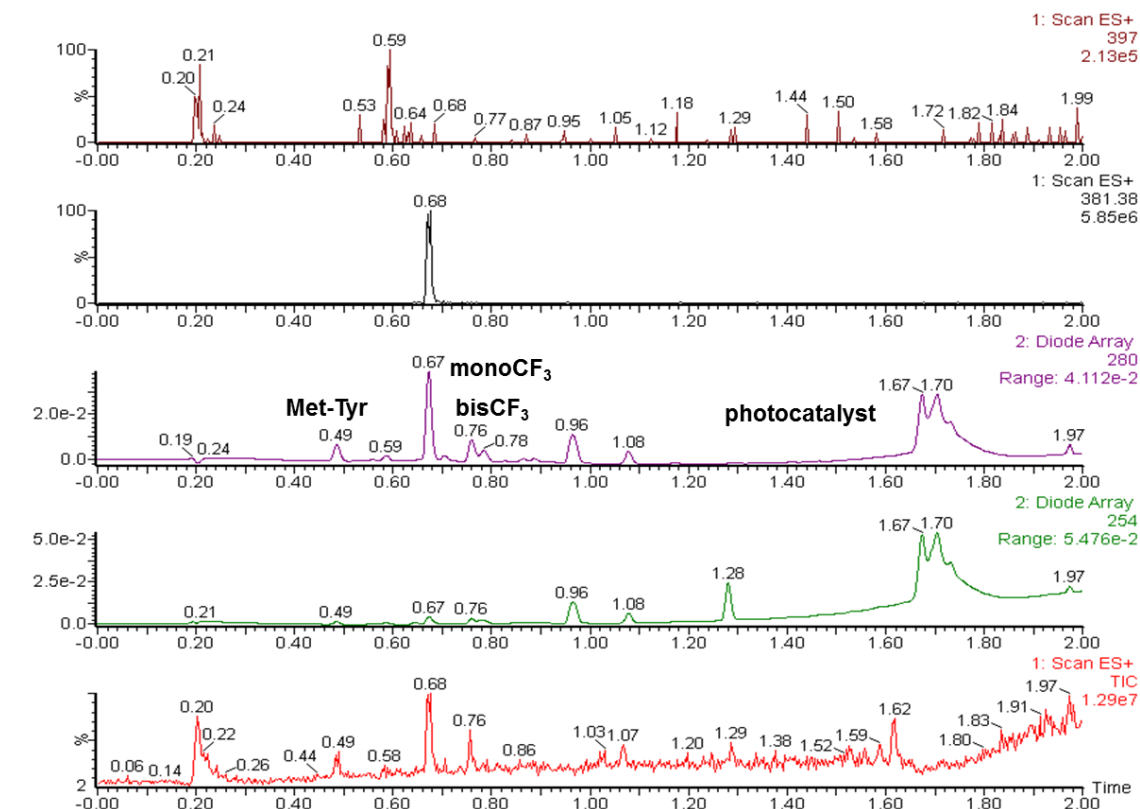 1: Scan ES+
397
2.13e5
100
%
0
0.20 0.21 0.24 0.53 0.59 0.64 0.68 0.77 0.87 0.95 1.05 1.12 1.18 1.29 1.44 1.50 1.58 1.72 1.82 1.84 1.99
-0.00 0.20 0.40 0.60 0.80 1.00 1.20 1.40 1.60 1.80 2.00
1: Scan ES+
381.38
5.85e6
100
%
0
0.68
-0.00 0.20 0.40 0.60 0.80 1.00 1.20 1.40 1.60 1.80 2.00
2: Diode Array
280
Range: 4.112e-2
2.0e-2
0.0
monoCF3
Met-Tyr bisCF3 photocatalyst
0.19 0.24 0.49 0.59 0.67 0.76 0.78 0.96 1.08 1.67 1.70 1.97
-0.00 0.20 0.40 0.60 0.80 1.00 1.20 1.40 1.60 1.80 2.00
2: Diode Array
254
Range: 5.476e-2
5.0e-2
2.5e-2
0.0
0.21 0.49 0.67 0.76 0.96 1.08 1.28 1.67 1.70 1.97
-0.00 0.20 0.40 0.60 0.80 1.00 1.20 1.40 1.60 1.80 2.00
1: Scan ES+
TIC
1.29e7
%
2
0.06 0.14 0.20 0.22 0.26 0.44 0.49 0.58 0.68 0.76 0.86 1.03 1.07 1.20 1.29 1.38 1.52 1.59 1.62 1.80 1.83 1.91 1.97
Time
-0.00 0.20 0.40 0.60 0.80 1.00 1.20 1.40 1.60 1.80 2.00